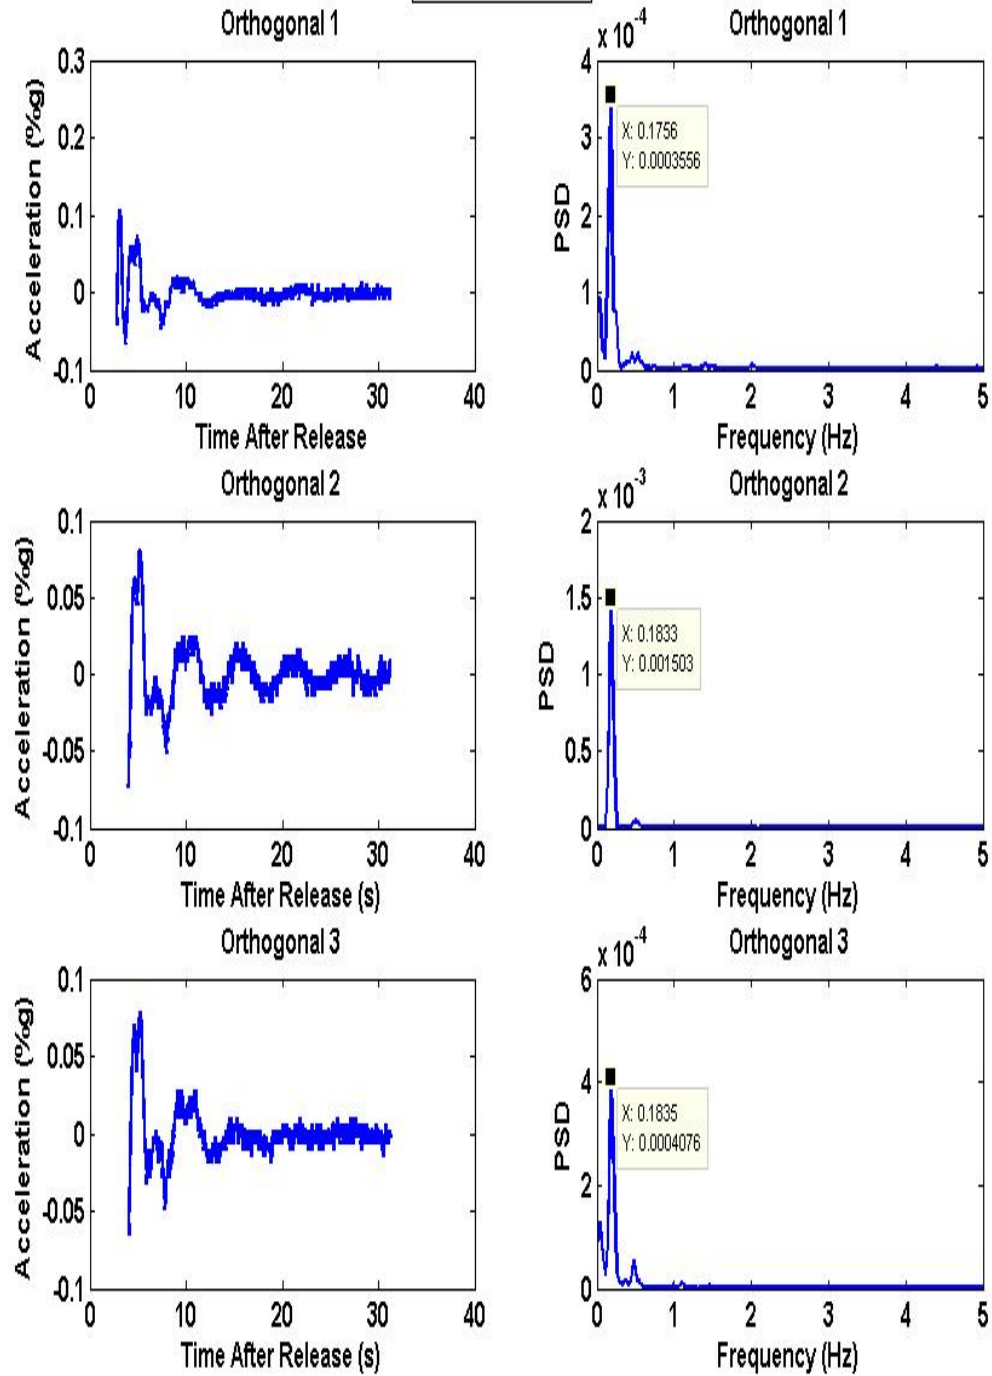 Orthogonal 1
0.3
0.2
0.1
0
-0.1
Acceleration (%g)
0 10 20 30 40
Time After Release
Orthogonal 1
x 10-4
4
3
2
1
0
PSD
X: 0.1756
Y: 0.0003556
0 1 2 3 4 5
Frequency (Hz)
Orthogonal 2
0.1
0.05
0
-0.05
-0.1
Acceleration (%g)
0 10 20 30 40
Time After Release (s)
Orthogonal 2
x 10-3
2
1.5
1
0.5
0
PSD
X: 0.1833
Y: 0.001503
0 1 2 3 4 5
Frequency (Hz)
Orthogonal 3
0.1
0.05
0
-0.05
-0.1
Acceleration (%g)
0 10 20 30 40
Time After Release (s)
Orthogonal 3
x 10-4
6
4
2
0
PSD
X: 0.1835
Y: 0.0004076
0 1 2 3 4 5
Frequency (Hz)